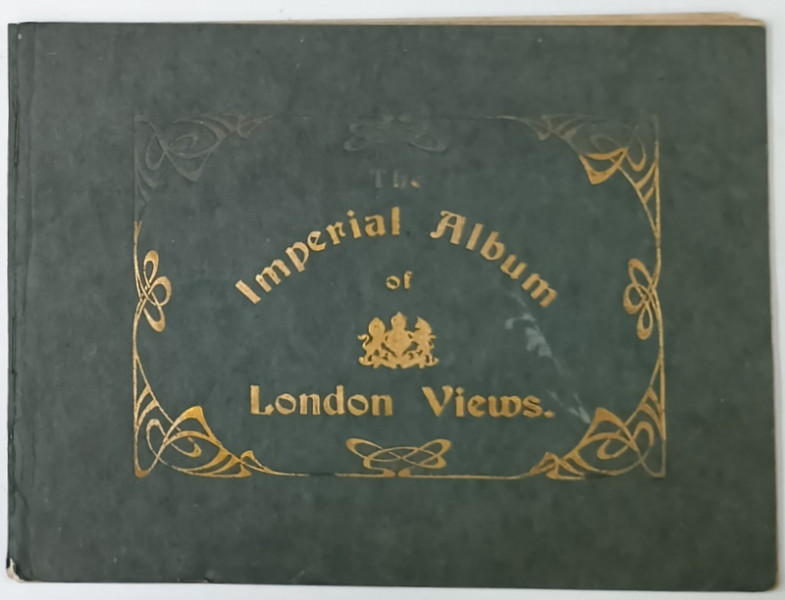 The
Imperial Album
of
London Views.